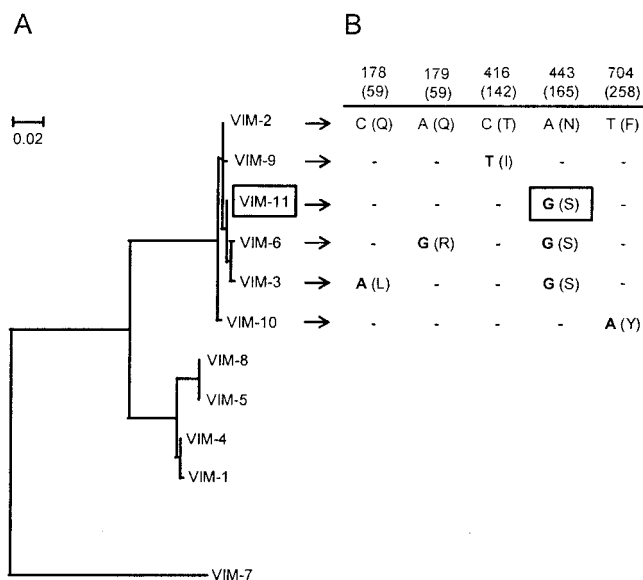 A
B
178 179 416 443 704
(59) (59) (142) (165) (258)
0.02
VIM-2 → C (Q) A (Q) C (T) A (N) T (F)
VIM-9 → - - T (I) - -
VIM-11 → - - - G (S) -
VIM-6 → - G (R) - G (S) -
VIM-3 → A (L) - - G (S) -
VIM-10 → - - - - A (Y)
VIM-8
VIM-5
VIM-4
VIM-1
VIM-7